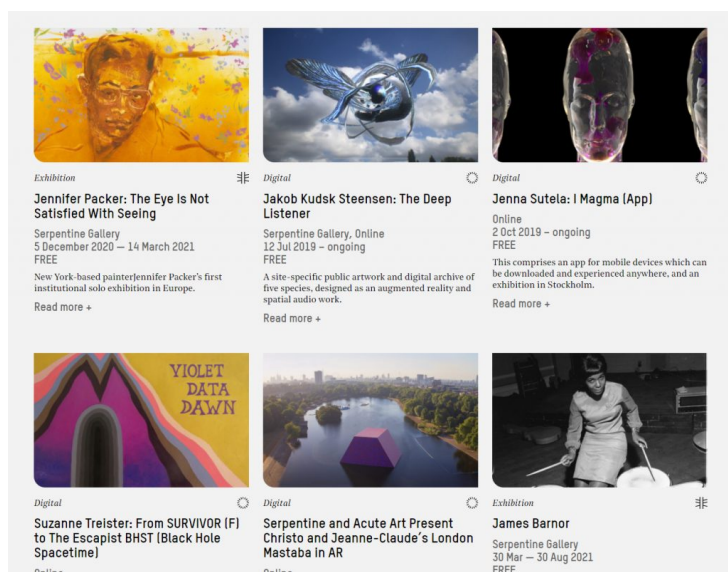 Exhibition
Jennifer Packer: The Eye Is Not
Satisfied With Seeing
Serpentine Gallery
5 December 2020 — 14 March 2021
FREE
New York-based painterJennifer Packer's first
institutional solo exhibition in Europe.
Read more +
Digital
Jakob Kudsk Steensen: The Deep
Listener
Serpentine Gallery, Online
12 Jul 2019 – ongoing
FREE
A site-specific public artwork and digital archive of
five species, designed as an augmented reality and
spatial audio work.
Read more +
Digital
Jenna Sutela: I Magma (App)
Online
2 Oct 2019 – ongoing
FREE
This comprises an app for mobile devices which can
be downloaded and experienced anywhere, and an
exhibition in Stockholm.
Read more +
VIOLET
DATA
DAWN
Digital
Suzanne Treister: From SURVIVOR (F)
to The Escapist BHST (Black Hole
Spacetime)
Online
Digital
Serpentine and Acute Art Present
Christo and Jeanne-Claude's London
Mastaba in AR
Online
Exhibition
James Barnor
Serpentine Gallery
30 Mar — 30 Aug 2021
FREE